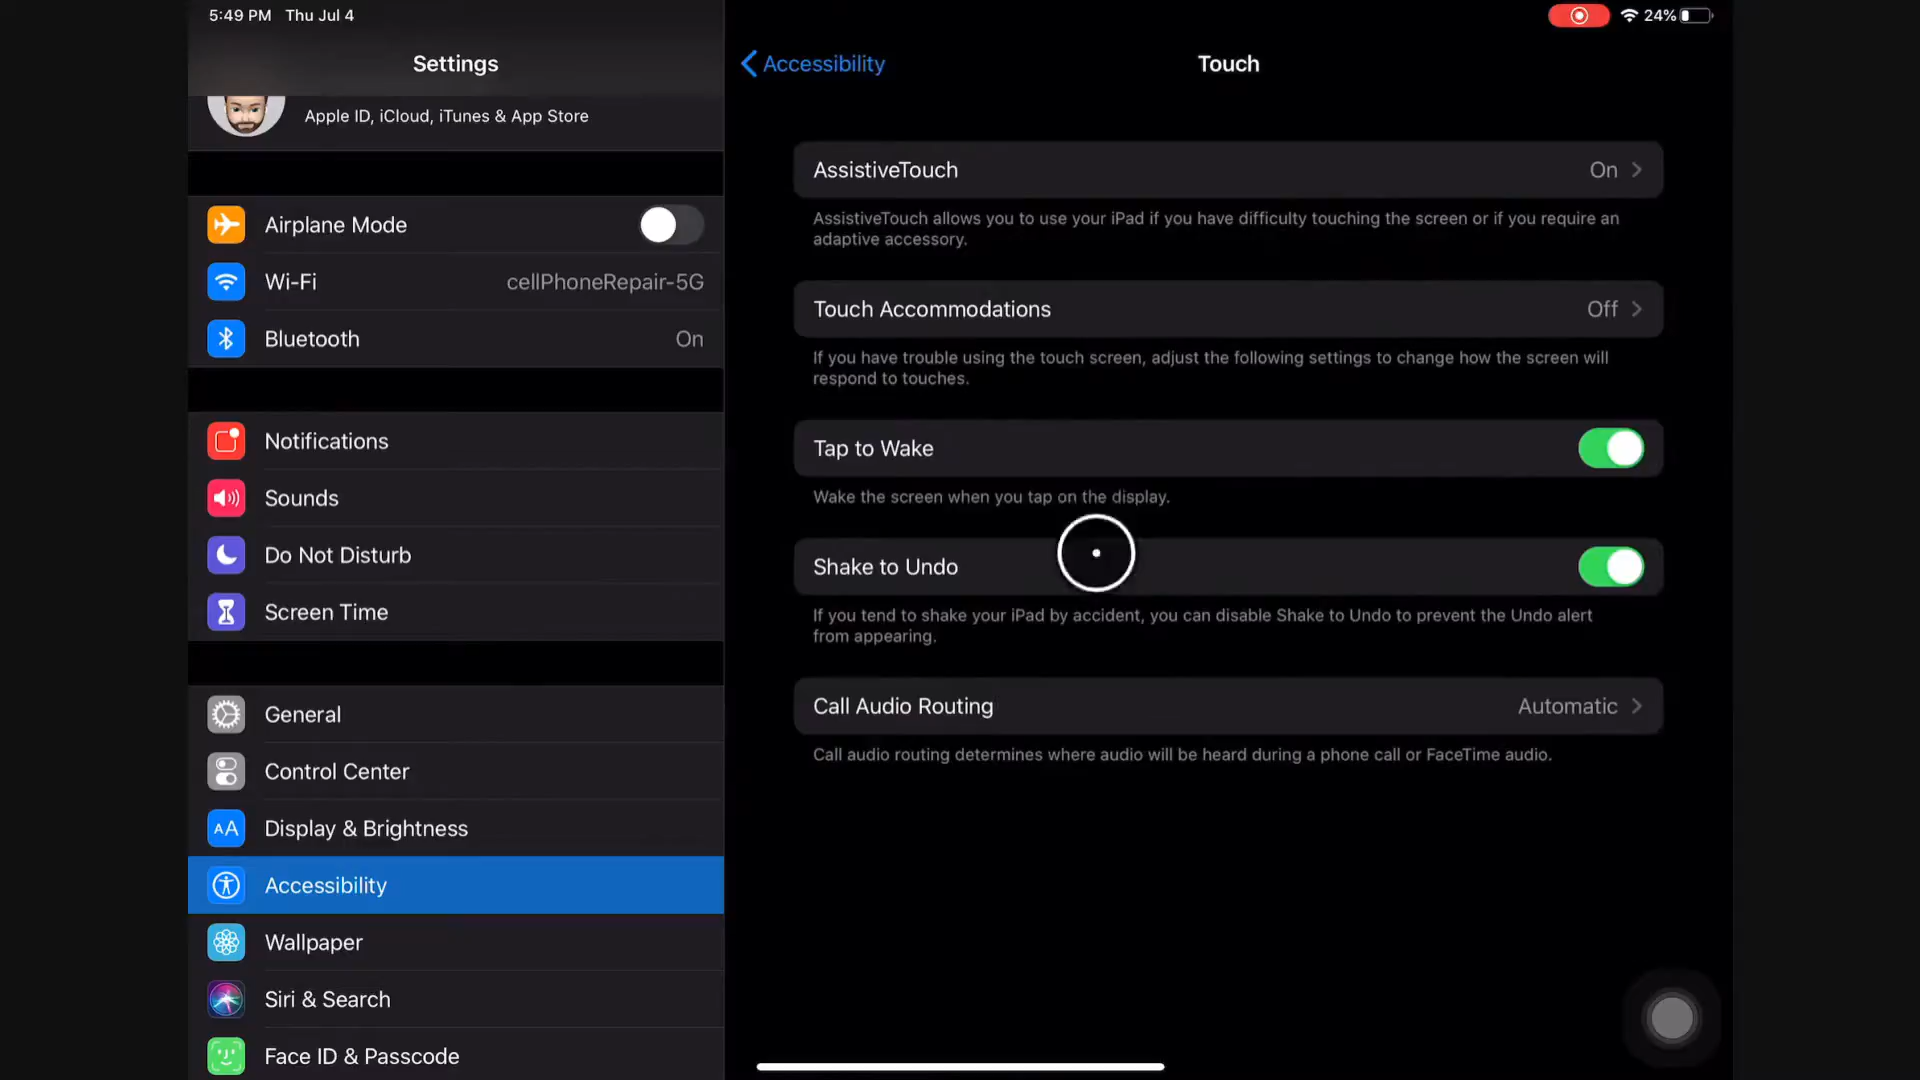 5:49 PM Thu Jul 4
24%
Settings
Apple ID, iCloud, iTunes & App Store
Airplane Mode
Wi-Fi cellPhoneRepair-5G
Bluetooth On
Notifications
Sounds
Do Not Disturb
Screen Time
General
Control Center
AA Display & Brightness
Accessibility
Wallpaper
Siri & Search
Face ID & Passcode
Accessibility Touch
AssistiveTouch On
AssistiveTouch allows you to use your iPad if you have difficulty touching the screen or if you require an
adaptive accessory.
Touch Accommodations Off
If you have trouble using the touch screen, adjust the following settings to change how the screen will
respond to touches.
Tap to Wake
Wake the screen when you tap on the display.
Shake to Undo
If you tend to shake your iPad by accident, you can disable Shake to Undo to prevent the Undo alert
from appearing.
Call Audio Routing Automatic
Call audio routing determines where audio will be heard during a phone call or FaceTime audio.